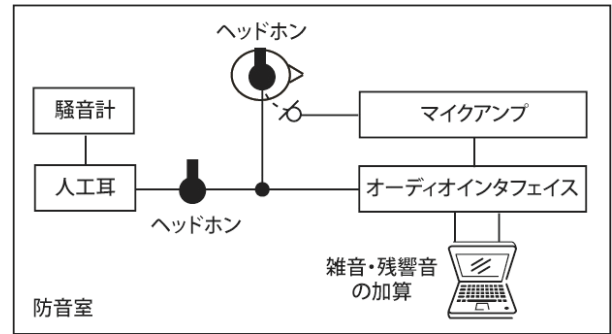 ヘッドホン
騒音計
マイクアンプ
人工耳
オーディオインタフェイス
ヘッドホン
雑音・残響音
の加算
防音室